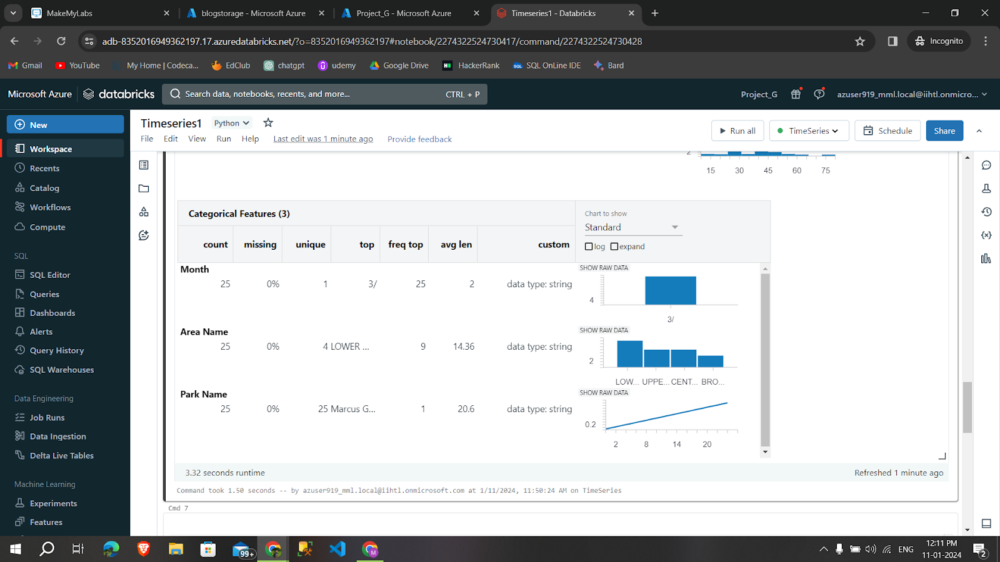 MakeMyLabs
blogstorage - Microsoft Azure
Project_G - Microsoft Azure
Timeseries1 - Databricks
adb-8352016949362197.17.azuredatabricks.net/?o=8352016949362197#notebook/2274322524730417/command/2274322524730428
Incognito
Gmail YouTube My Home | Codeca... EdClub chatgpt udemy Google Drive HackerRank SQL OnLine IDE Bard
Microsoft Azure databricks
Search data, notebooks, recents, and more... CTRL + P
Project_G azuser919_mml.local@iihtl.onmicro...
New
Workspace
Recents
Catalog
Workflows
Compute
SQL
SQL Editor
Queries
Dashboards
Alerts
Query History
SQL Warehouses
Data Engineering
Job Runs
Data Ingestion
Delta Live Tables
Machine Learning
Experiments
Features
Timeseries1 Python
File Edit View Run Help Last edit was 1 minute ago Provide feedback
Run all TimeSeries Schedule Share
2
15 30 45 60 75
Categorical Features (3)
Chart to show
Standard
log expand
count missing unique top freq top avg len custom
Month
25 0% 1 3/ 25 2 data type: string
SHOW RAW DATA
4
3/
Area Name
25 0% 4 LOWER ... 9 14.36 data type: string
SHOW RAW DATA
2
LOW... UPPE... CENT... BRO...
Park Name
25 0% 25 Marcus G... 1 20.6 data type: string
SHOW RAW DATA
0.2
2 8 14 20
3.32 seconds runtime Refreshed 1 minute ago
Command took 1.50 seconds -- by azuser919_mml.local@iihtl.onmicrosoft.com at 1/11/2024, 11:50:24 AM on TimeSeries
Cmd 7
99+
M
ENG
12:11 PM
11-01-2024
2